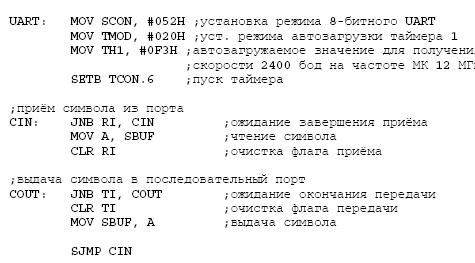 UART: MOV SCON, #052H ;установка режима 8-битного UART
MOV TMOD, #020H ;уст. режима автозагрузки таймера 1
MOV TH1, #0F3H ;автозагружаемое значение для получени
;скорости 2400 бод на частоте МК 12 МГ
SETB TCON.6 ;пуск таймера
;приём символа из порта
CIN: JNB RI, CIN ;ожидание завершения приёма
MOV A, SBUF ;чтение символа
CLR RI ;очистка флага приёма
;выдача символа в последовательный порт
COUT: JNB TI, COUT ;ожидание окончания передачи
CLR TI ;очистка флага передачи
MOV SBUF, A ;выдача символа
SJMP CIN